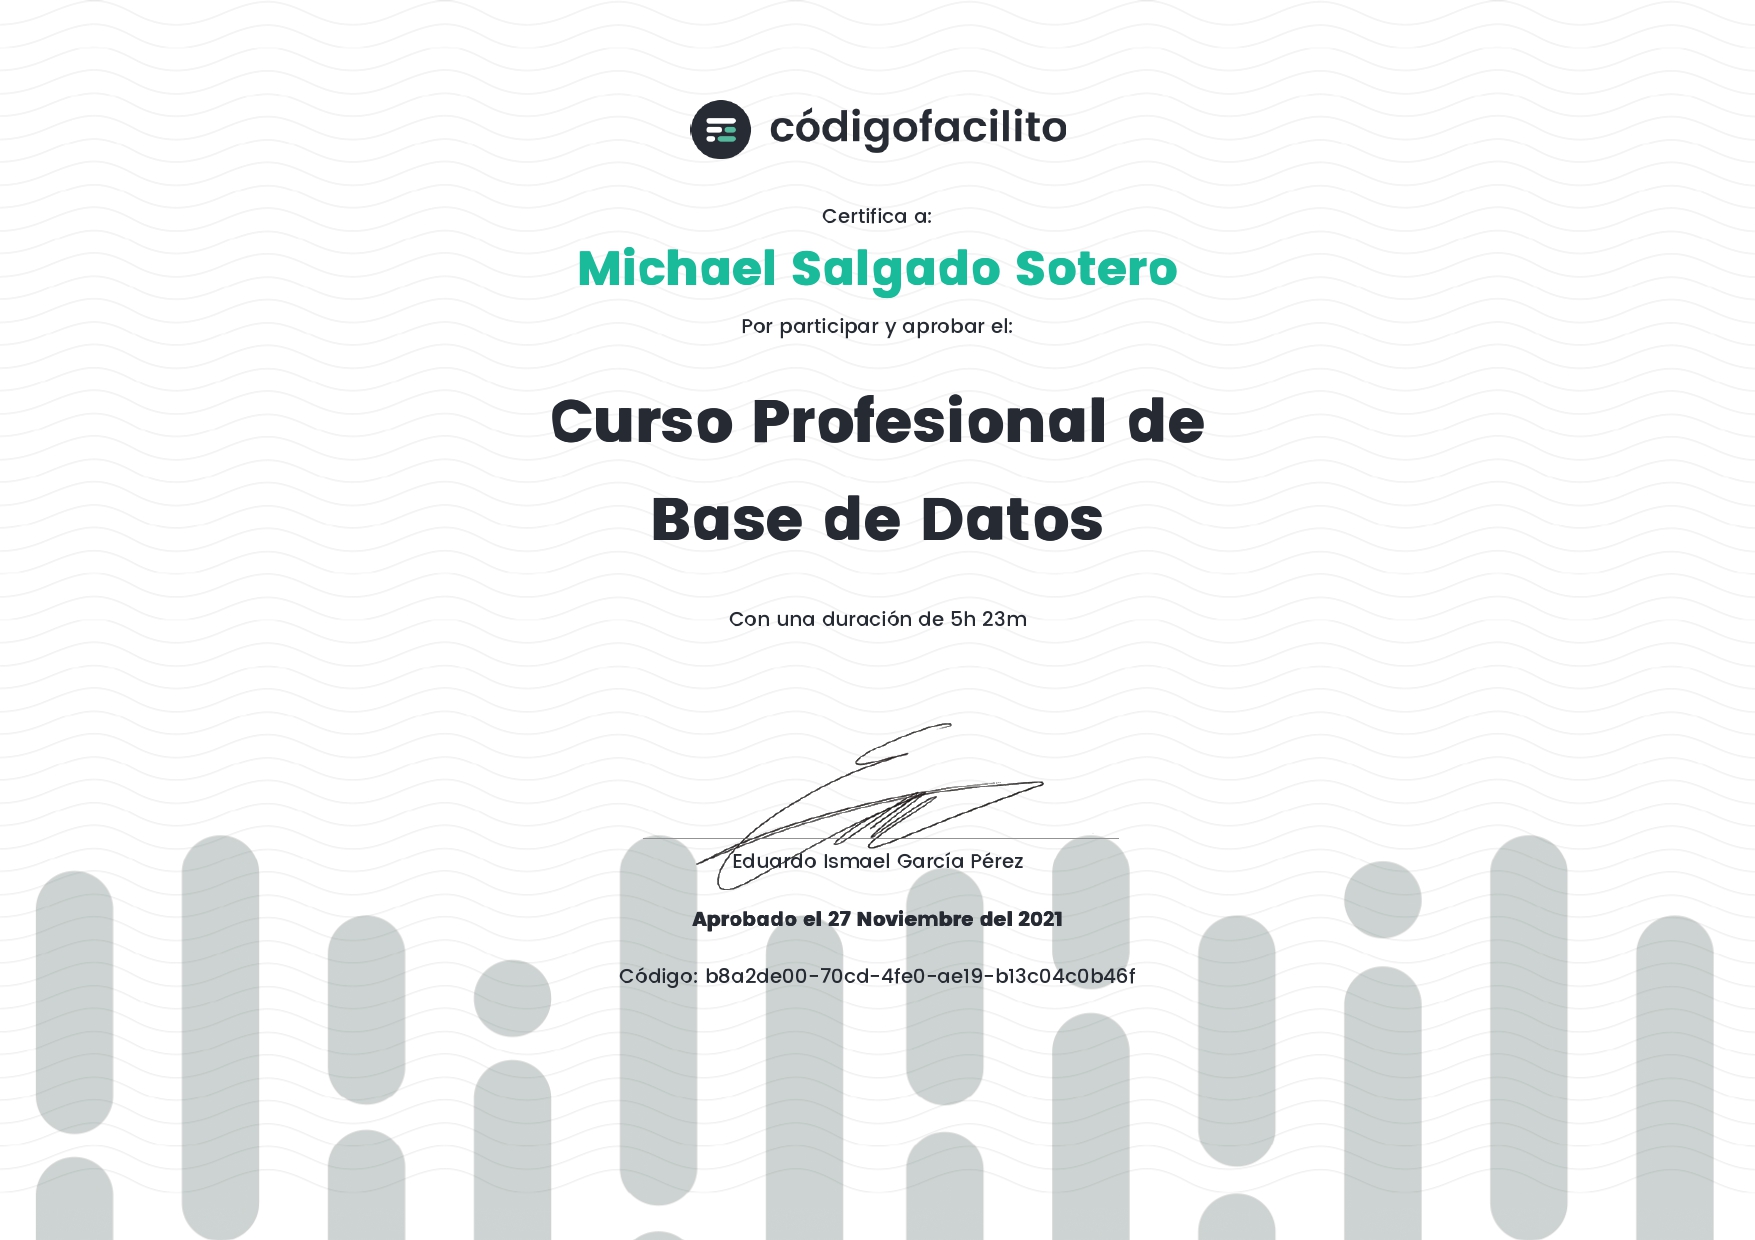 códigofacilito
Certifica a:
Michael Salgado Sotero
Por participar y aprobar el:
Curso Profesional de
Base de Datos
Con una duración de 5h 23m
Eduardo Ismael García Pérez
Aprobado el 27 Noviembre del 2021
Código: b8a2de00-70cd-4fe0-ae19-b13c04c0b46f